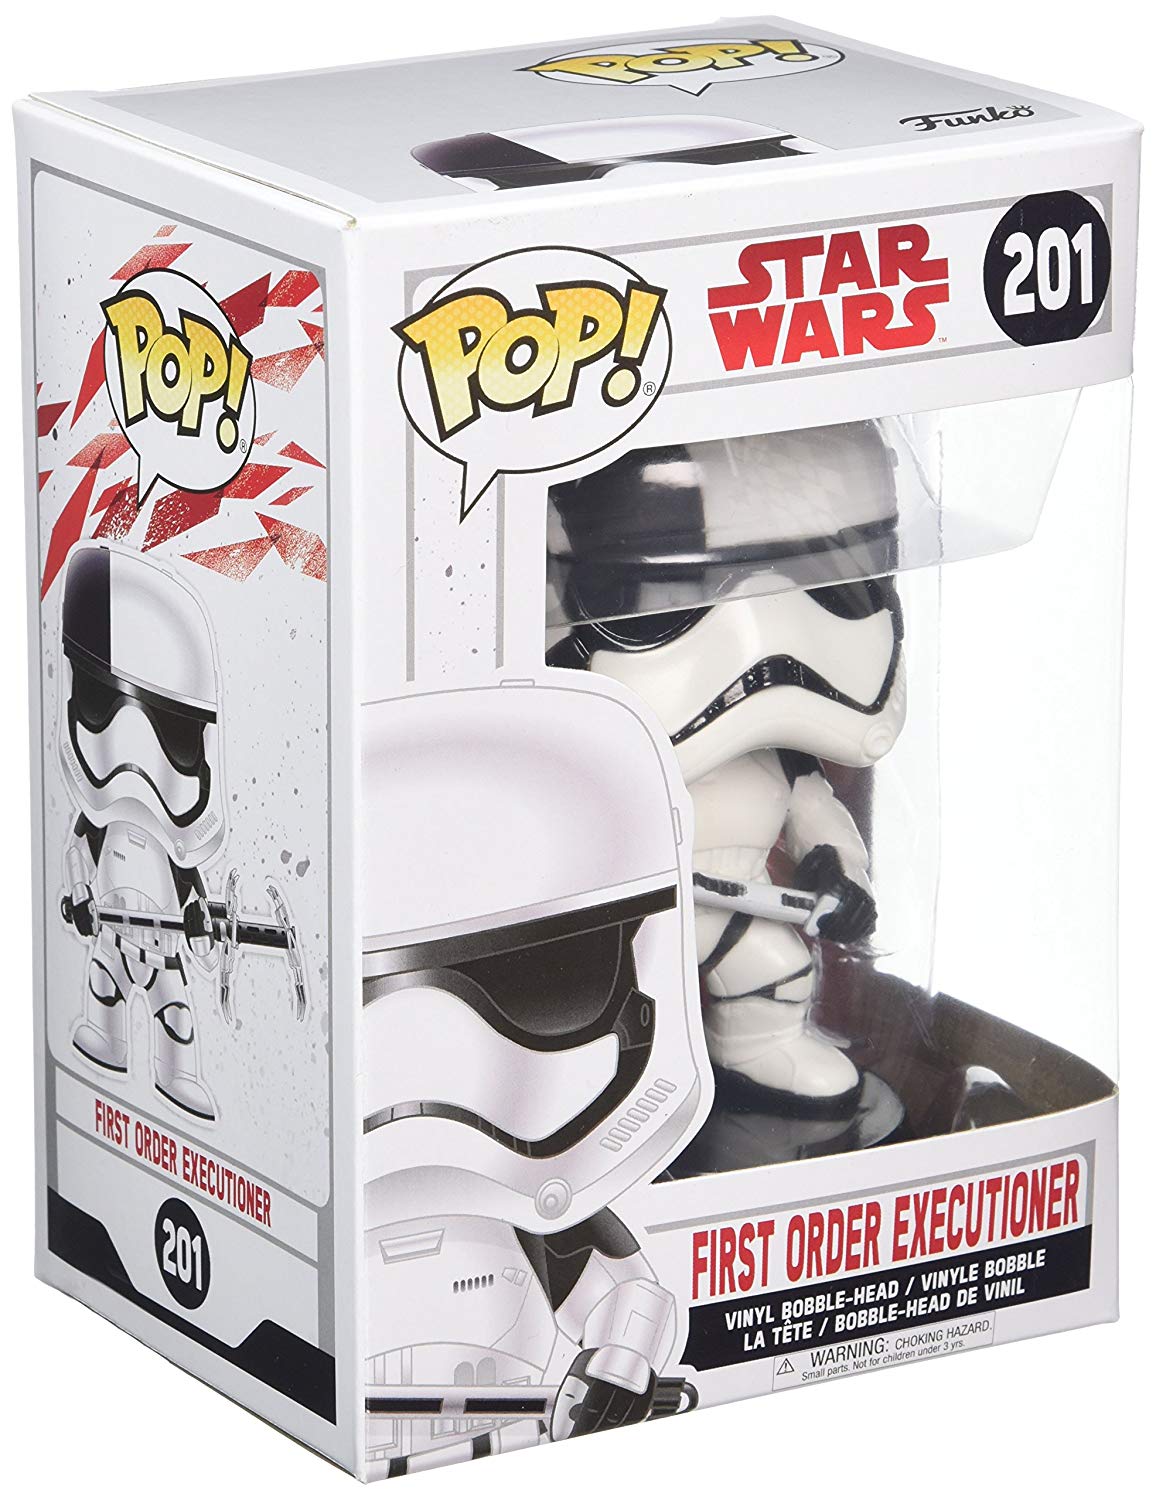 POP!
Funko
POP!®
STAR
WARS™
201
POP!®
FIRST ORDER EXECUTIONER
201
FIRST ORDER EXECUTIONER
VINYL BOBBLE-HEAD / VINYLE BOBBLE
LA TÊTE / BOBBLE-HEAD DE VINIL
WARNING: CHOKING HAZARD.
Small parts. Not for children under 3 yrs.